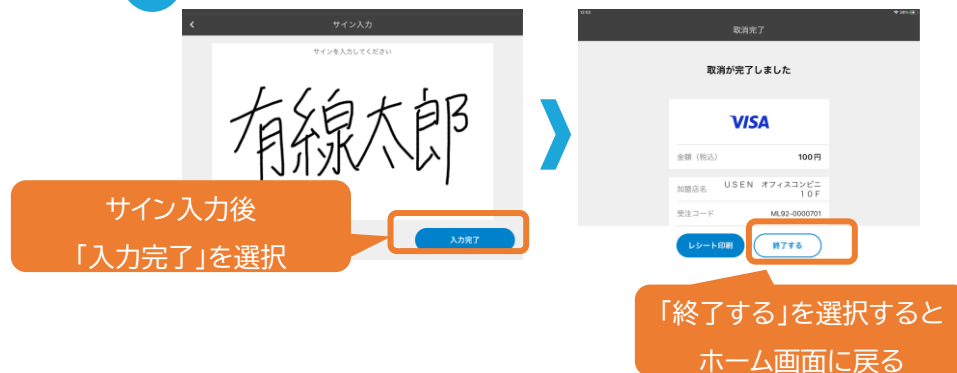 サイン入力
サインを入力してください
有線太郎
入力完了
サイン入力後
「入力完了」を選択
12:52
取消完了
取消が完了しました
VISA
金額（税込） 100円
加盟店名 USEN オフィスコンビニ
10F
受注コード ML92-0000701
レシート印刷 終了する
「終了する」を選択すると
ホーム画面に戻る